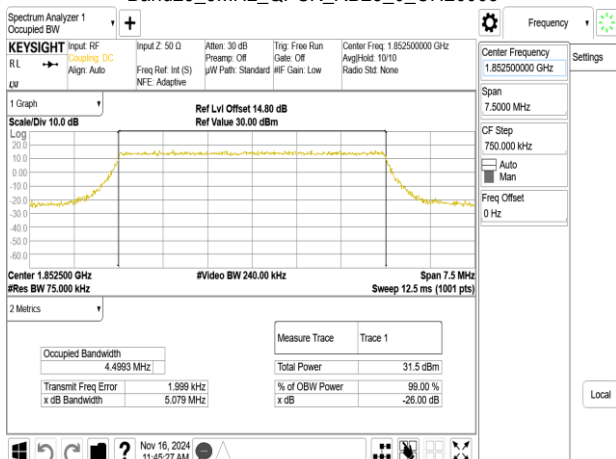 Spectrum Analyzer 1
Occupied BW
Frequency
KEYSIGHT
RL
LXI
Input: RF
Coupling: DC
Align: Auto
Input Z: 50 Ω
Freq Ref: Int (S)
NFE: Adaptive
Atten: 30 dB
Preamp: Off
µW Path: Standard
Trig: Free Run
Gate: Off
#IF Gain: Low
Center Freq: 1.852500000 GHz
Avg|Hold: 10/10
Radio Std: None
Center Frequency
1.852500000 GHz
Settings
Span
7.5000 MHz
CF Step
750.000 kHz
Auto
Man
Freq Offset
0 Hz
Local
1 Graph
Scale/Div 10.0 dB
Ref Lvl Offset 14.80 dB
Ref Value 30.00 dBm
Log
20.0
10.0
0.00
-10.0
-20.0
-30.0
-40.0
-50.0
-60.0
Center 1.852500 GHz
#Res BW 75.000 kHz
#Video BW 240.00 kHz
Span 7.5 MHz
Sweep 12.5 ms (1001 pts)
2 Metrics
Measure Trace Trace 1
Occupied Bandwidth
4.4993 MHz
Total Power 31.5 dBm
Transmit Freq Error 1.999 kHz
% of OBW Power 99.00 %
x dB Bandwidth 5.079 MHz
x dB -26.00 dB
Nov 16, 2024
11:45:27 AM